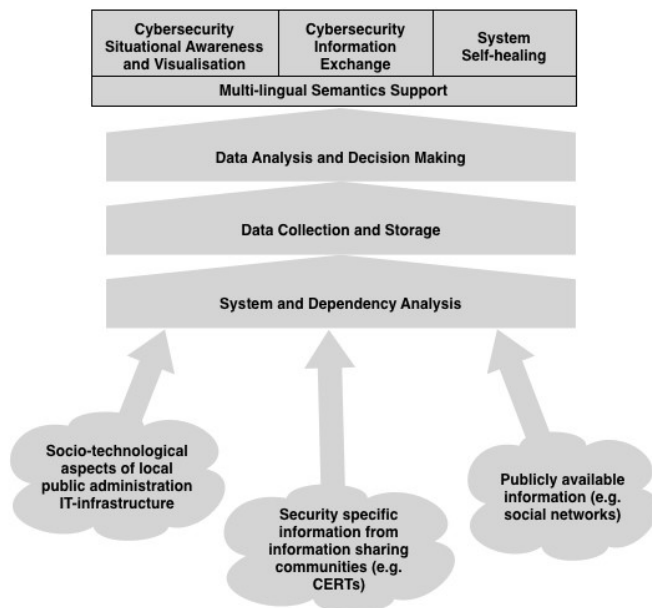 Cybersecurity
Situational Awareness
and Visualisation
Cybersecurity
Information
Exchange
System
Self-healing
Multi-lingual Semantics Support
Data Analysis and Decision Making
Data Collection and Storage
System and Dependency Analysis
Socio-technological
aspects of local
public administration
IT-infrastructure
Security specific
information from
information sharing
communities (e.g.
CERTs)
Publicly available
information (e.g.
social networks)